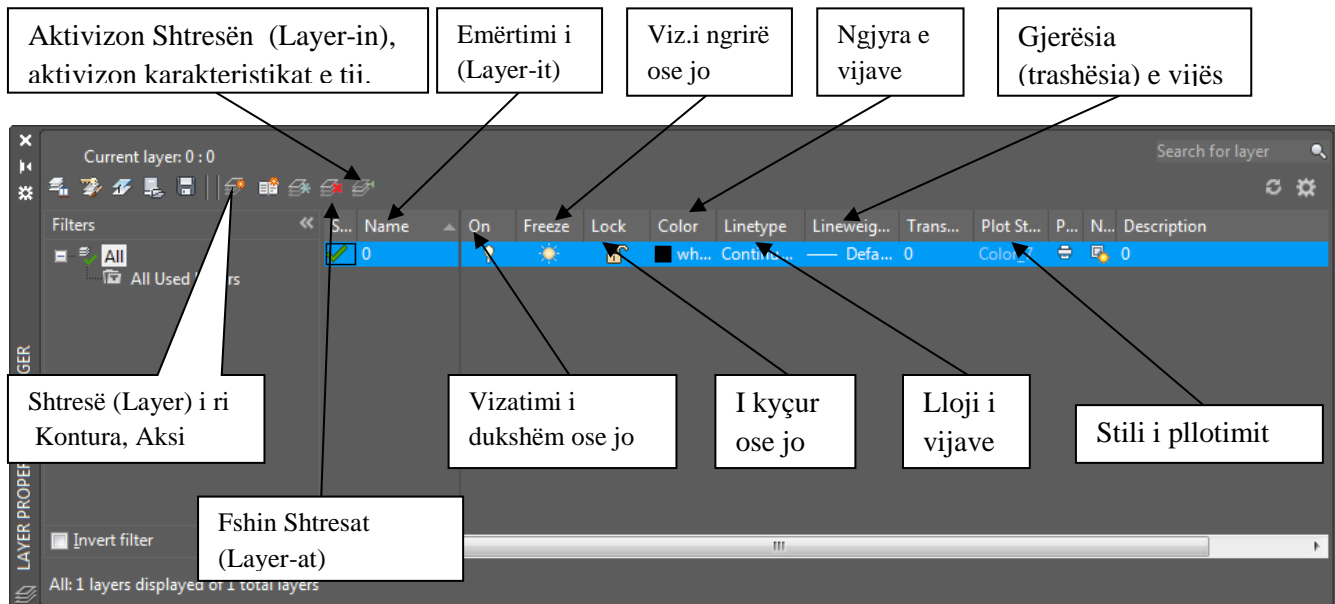 Aktivizon Shtresën (Layer-in),
aktivizon karakteristikat e tij.
Emërtimi i
(Layer-it)
Viz.i ngrirë
ose jo
Ngjyra e
vijave
Gjerësia
(trashësia) e vijës
Current layer: 0 : 0
Search for layer
Filters
S... Name On Freeze Lock Color Linetype Lineweig... Trans... Plot St... P... N... Description
All
0 wh... Continu... Defa... 0 Color_7 0
All Used
Shtresë (Layer) i ri
Kontura, Aksi
Vizatimi i
dukshëm ose jo
I kyçur
ose jo
Lloji i
vijave
Stili i pllotimit
Fshin Shtresat
(Layer-at)
Invert filter
All: 1 layers displayed of 1 total layers
LAYER PROPER